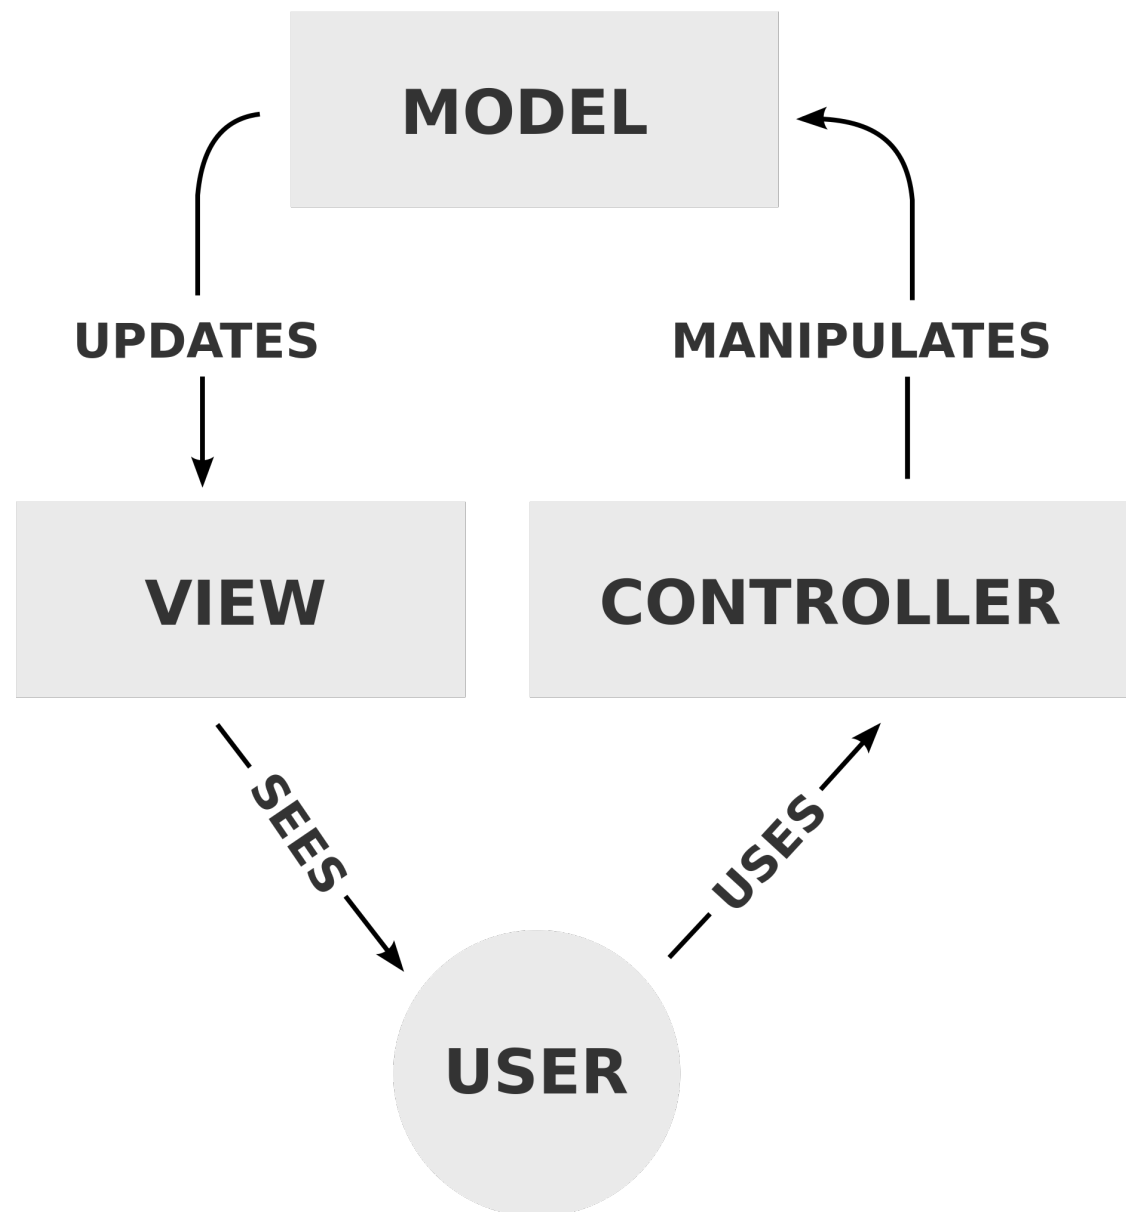 MODEL
UPDATES
MANIPULATES
VIEW
CONTROLLER
SEES
USES
USER